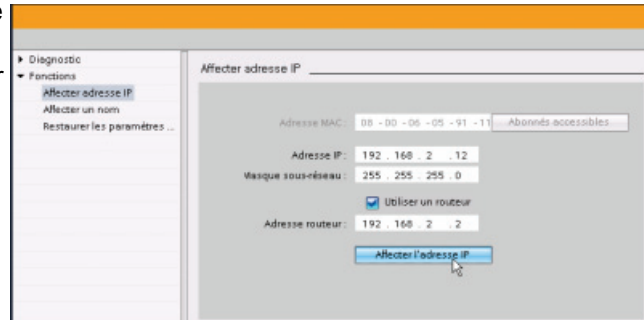 e
r
Diagnostic
Fonctions
Affecter adresse IP
Affecter un nom
Restaurer les paramètres ...
Affecter adresse IP
Adresse MAC : 08 - 00 - 06 - 05 - 91 - 11 Abonnés accessibles
Adresse IP : 192 . 168 . 2 . 12
Masque sous-réseau : 255 . 255 . 255 . 0
Utiliser un routeur
Adresse routeur : 192 . 168 . 2 . 2
Affecter l'adresse IP